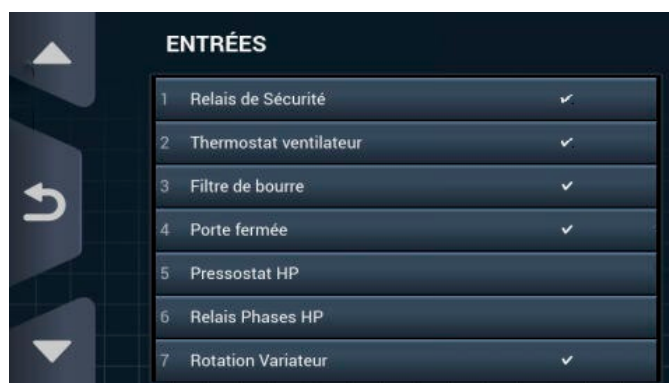 ENTRÉES
1 Relais de Sécurité ✔
2 Thermostat ventilateur ✔
3 Filtre de bourre ✔
4 Porte fermée ✔
5 Pressostat HP
6 Relais Phases HP
7 Rotation Variateur ✔